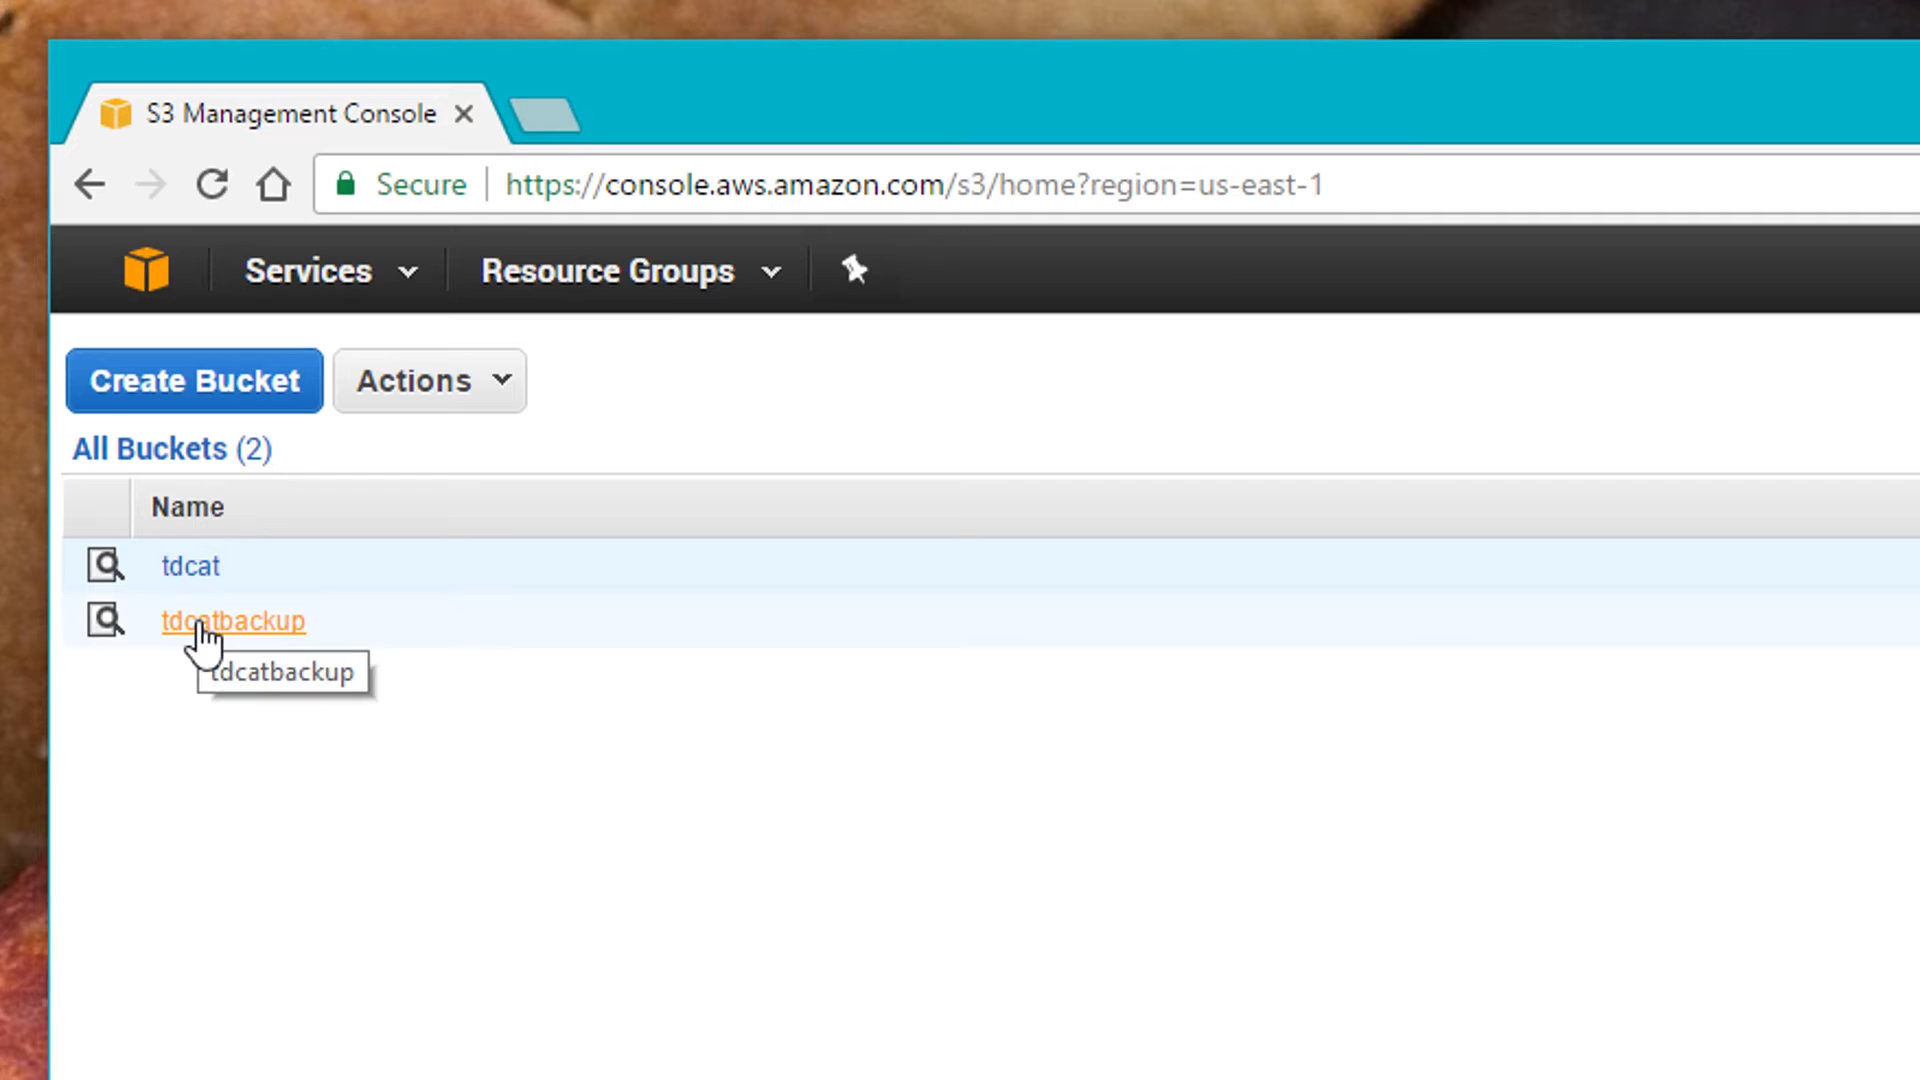 S3 Management Console
Secure https://console.aws.amazon.com/s3/home?region=us-east-1
Services Resource Groups
Create Bucket Actions
All Buckets (2)
Name
tdcat
tdcatbackup
tdcatbackup